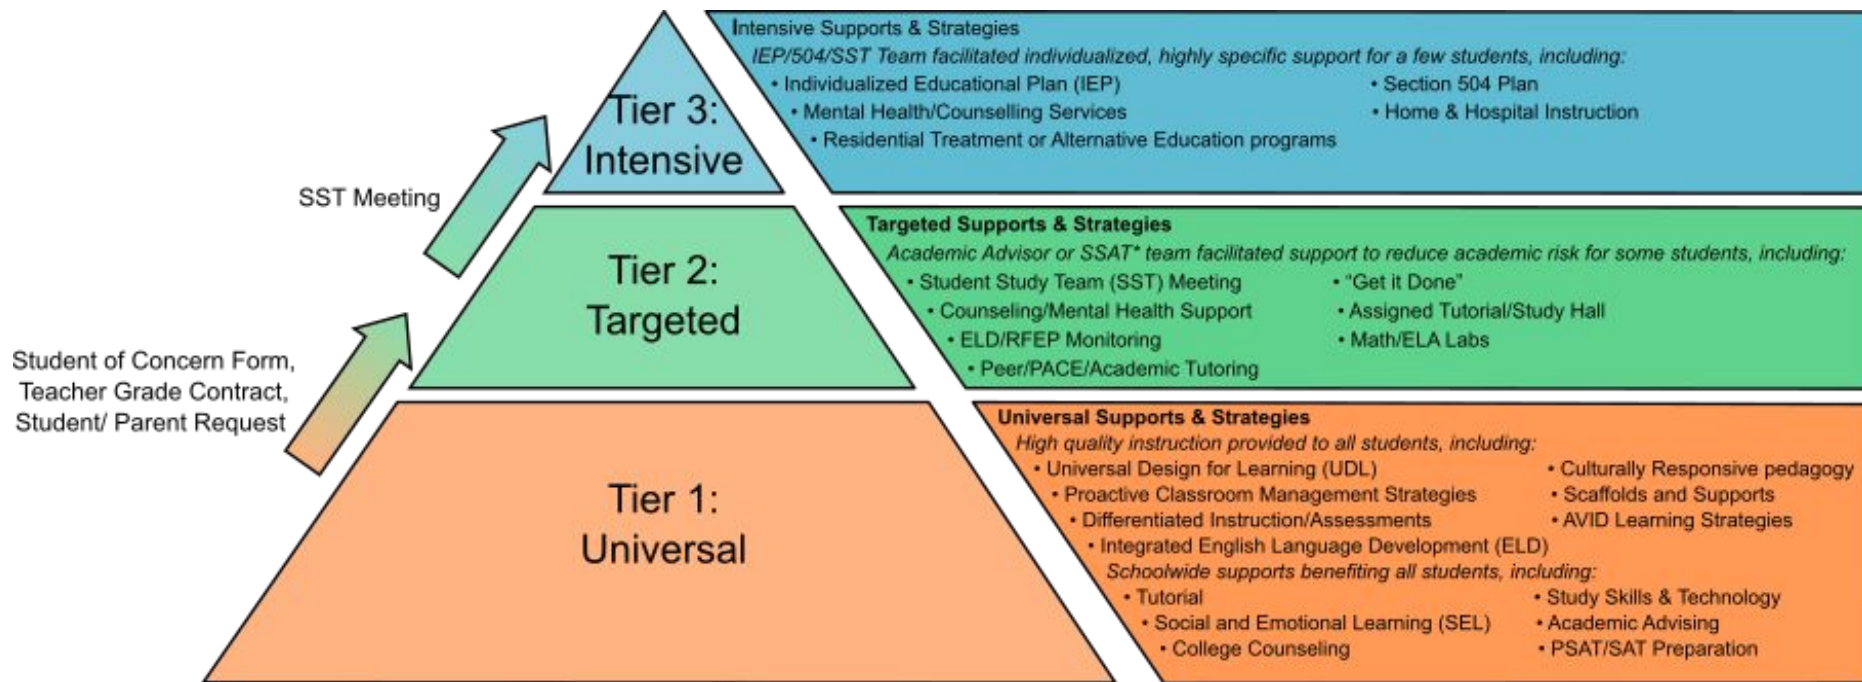 Intensive Supports & Strategies
IEP/504/SST Team facilitated individualized, highly specific support for a few students, including:
• Individualized Educational Plan (IEP)
• Section 504 Plan
• Mental Health/Counselling Services
• Home & Hospital Instruction
• Residential Treatment or Alternative Education programs
Tier 3:
Intensive
SST Meeting
Targeted Supports & Strategies
Academic Advisor or SSAT* team facilitated support to reduce academic risk for some students, including:
• Student Study Team (SST) Meeting
• “Get it Done”
• Counseling/Mental Health Support
• Assigned Tutorial/Study Hall
• ELD/RFEP Monitoring
• Math/ELA Labs
• Peer/PACE/Academic Tutoring
Tier 2:
Targeted
Student of Concern Form,
Teacher Grade Contract,
Student/ Parent Request
Universal Supports & Strategies
High quality instruction provided to all students, including:
• Universal Design for Learning (UDL)
• Culturally Responsive pedagogy
• Proactive Classroom Management Strategies
• Scaffolds and Supports
• Differentiated Instruction/Assessments
• AVID Learning Strategies
• Integrated English Language Development (ELD)
Schoolwide supports benefiting all students, including:
• Tutorial
• Study Skills & Technology
• Social and Emotional Learning (SEL)
• Academic Advising
• College Counseling
• PSAT/SAT Preparation
Tier 1:
Universal